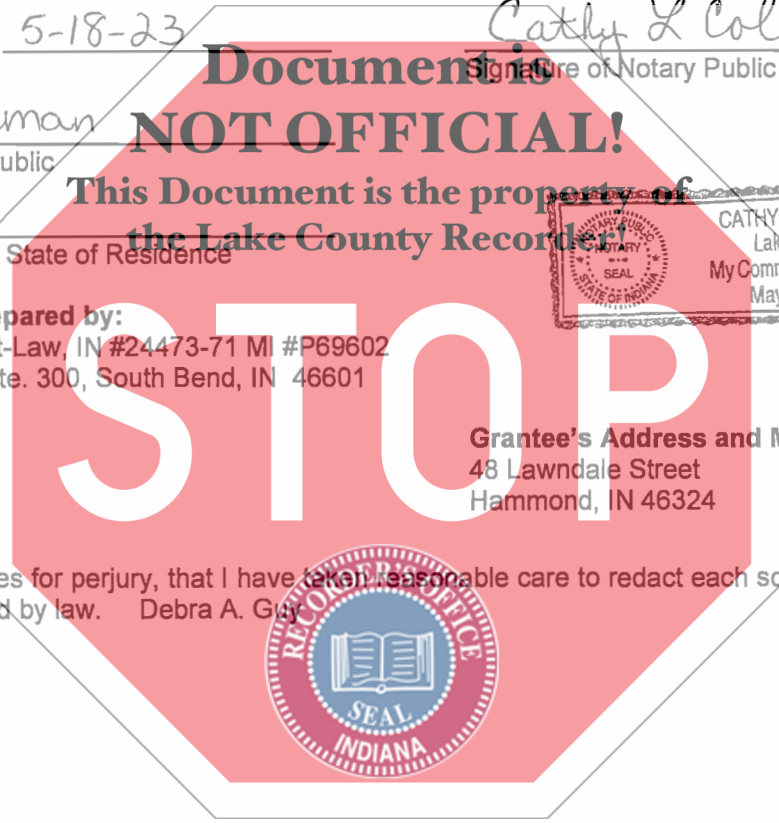 5-18-23
Cathy L Col
Document is
Signature of Notary Public
man
NOT OFFICIAL!
ublic
This Document is the property of
the Lake County Recorder!
State of Residence
NOTARY PUBLIC
NOTARY
SEAL
STATE OF INDIANA
CATHY
Lak
My Comm
May
pared by:
t-Law, IN #24473-71 MI #P69602
te. 300, South Bend, IN 46601
STOP
Grantee's Address and M
48 Lawndale Street
Hammond, IN 46324
es for perjury, that I have taken reasonable care to redact each so
d by law. Debra A. Guy
RECORDER'S OFFICE
SEAL
INDIANA